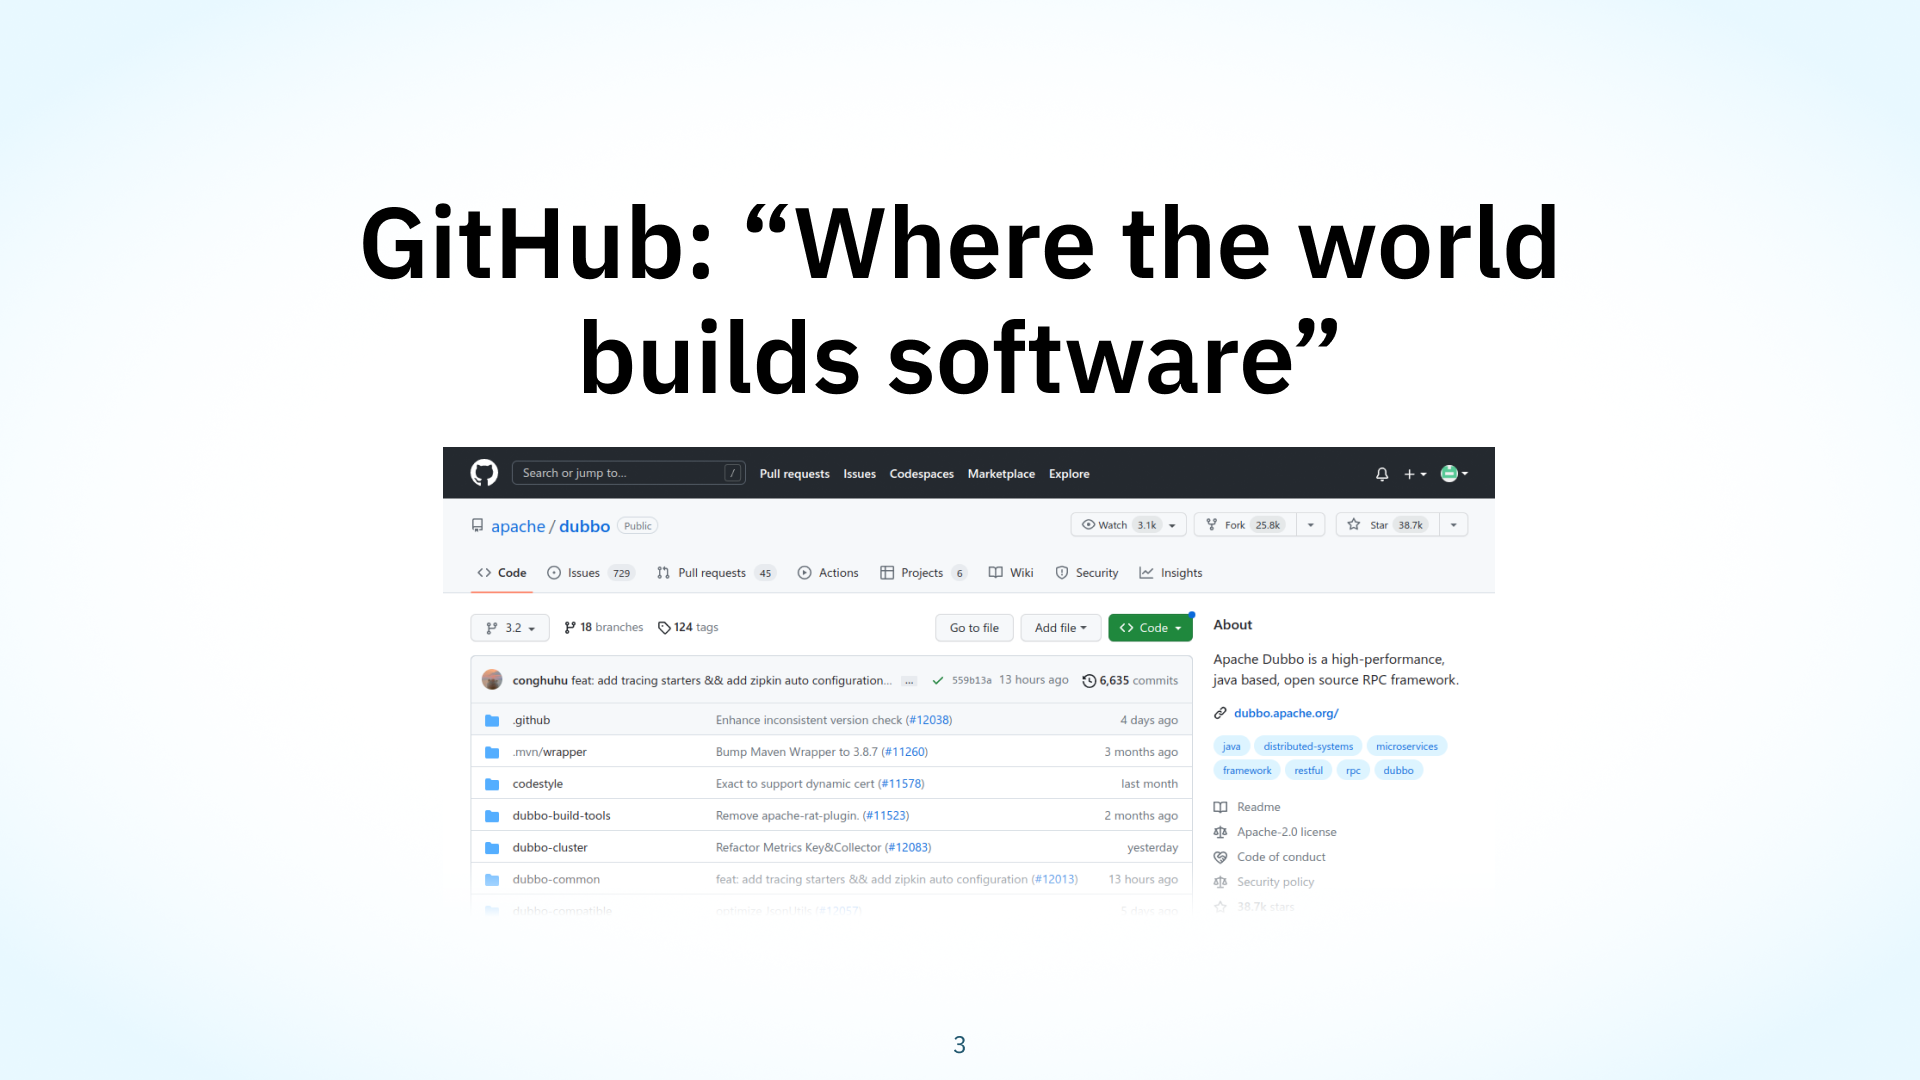 GitHub: “Where the world
builds software”
Search or jump to... /
Pull requests Issues Codespaces Marketplace Explore
apache / dubbo Public
Watch 3.1k Fork 25.8k Star 38.7k
Code Issues 729 Pull requests 45 Actions Projects 6 Wiki Security Insights
3.2 18 branches 124 tags
Go to file Add file Code
conghuhu feat: add tracing starters && add zipkin auto configuration... ... 559b13a 13 hours ago 6,635 commits
.github Enhance inconsistent version check (#12038) 4 days ago
.mvn/wrapper Bump Maven Wrapper to 3.8.7 (#11260) 3 months ago
codestyle Exact to support dynamic cert (#11578) last month
dubbo-build-tools Remove apache-rat-plugin. (#11523) 2 months ago
dubbo-cluster Refactor Metrics Key&Collector (#12083) yesterday
dubbo-common feat: add tracing starters && add zipkin auto configuration (#12013) 13 hours ago
dubbo-compatible optimize JsonUtils (#12057) 5 days ago
About
Apache Dubbo is a high-performance,
java based, open source RPC framework.
dubbo.apache.org/
java distributed-systems microservices
framework restful rpc dubbo
Readme
Apache-2.0 license
Code of conduct
Security policy
38.7k stars
3